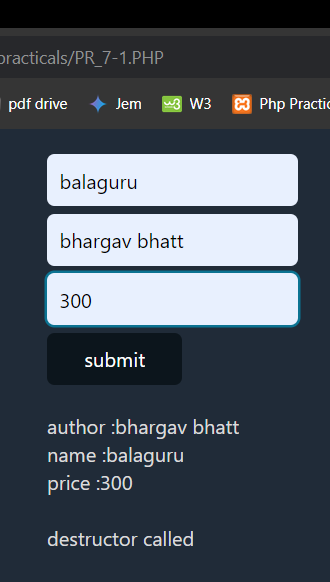 practicals/PR_7-1.PHP
pdf drive Jem W3 Php Practic
balaguru
bhargav bhatt
300
submit
author :bhargav bhatt
name :balaguru
price :300
destructor called